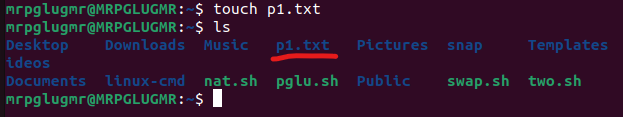 mrpglugmr@MRPGLUGMR:~$ touch p1.txt
mrpglugmr@MRPGLUGMR:~$ ls
Desktop Downloads Music p1.txt Pictures snap Templates
ideos
Documents linux-cmd nat.sh pglu.sh Public swap.sh two.sh
mrpglugmr@MRPGLUGMR:~$